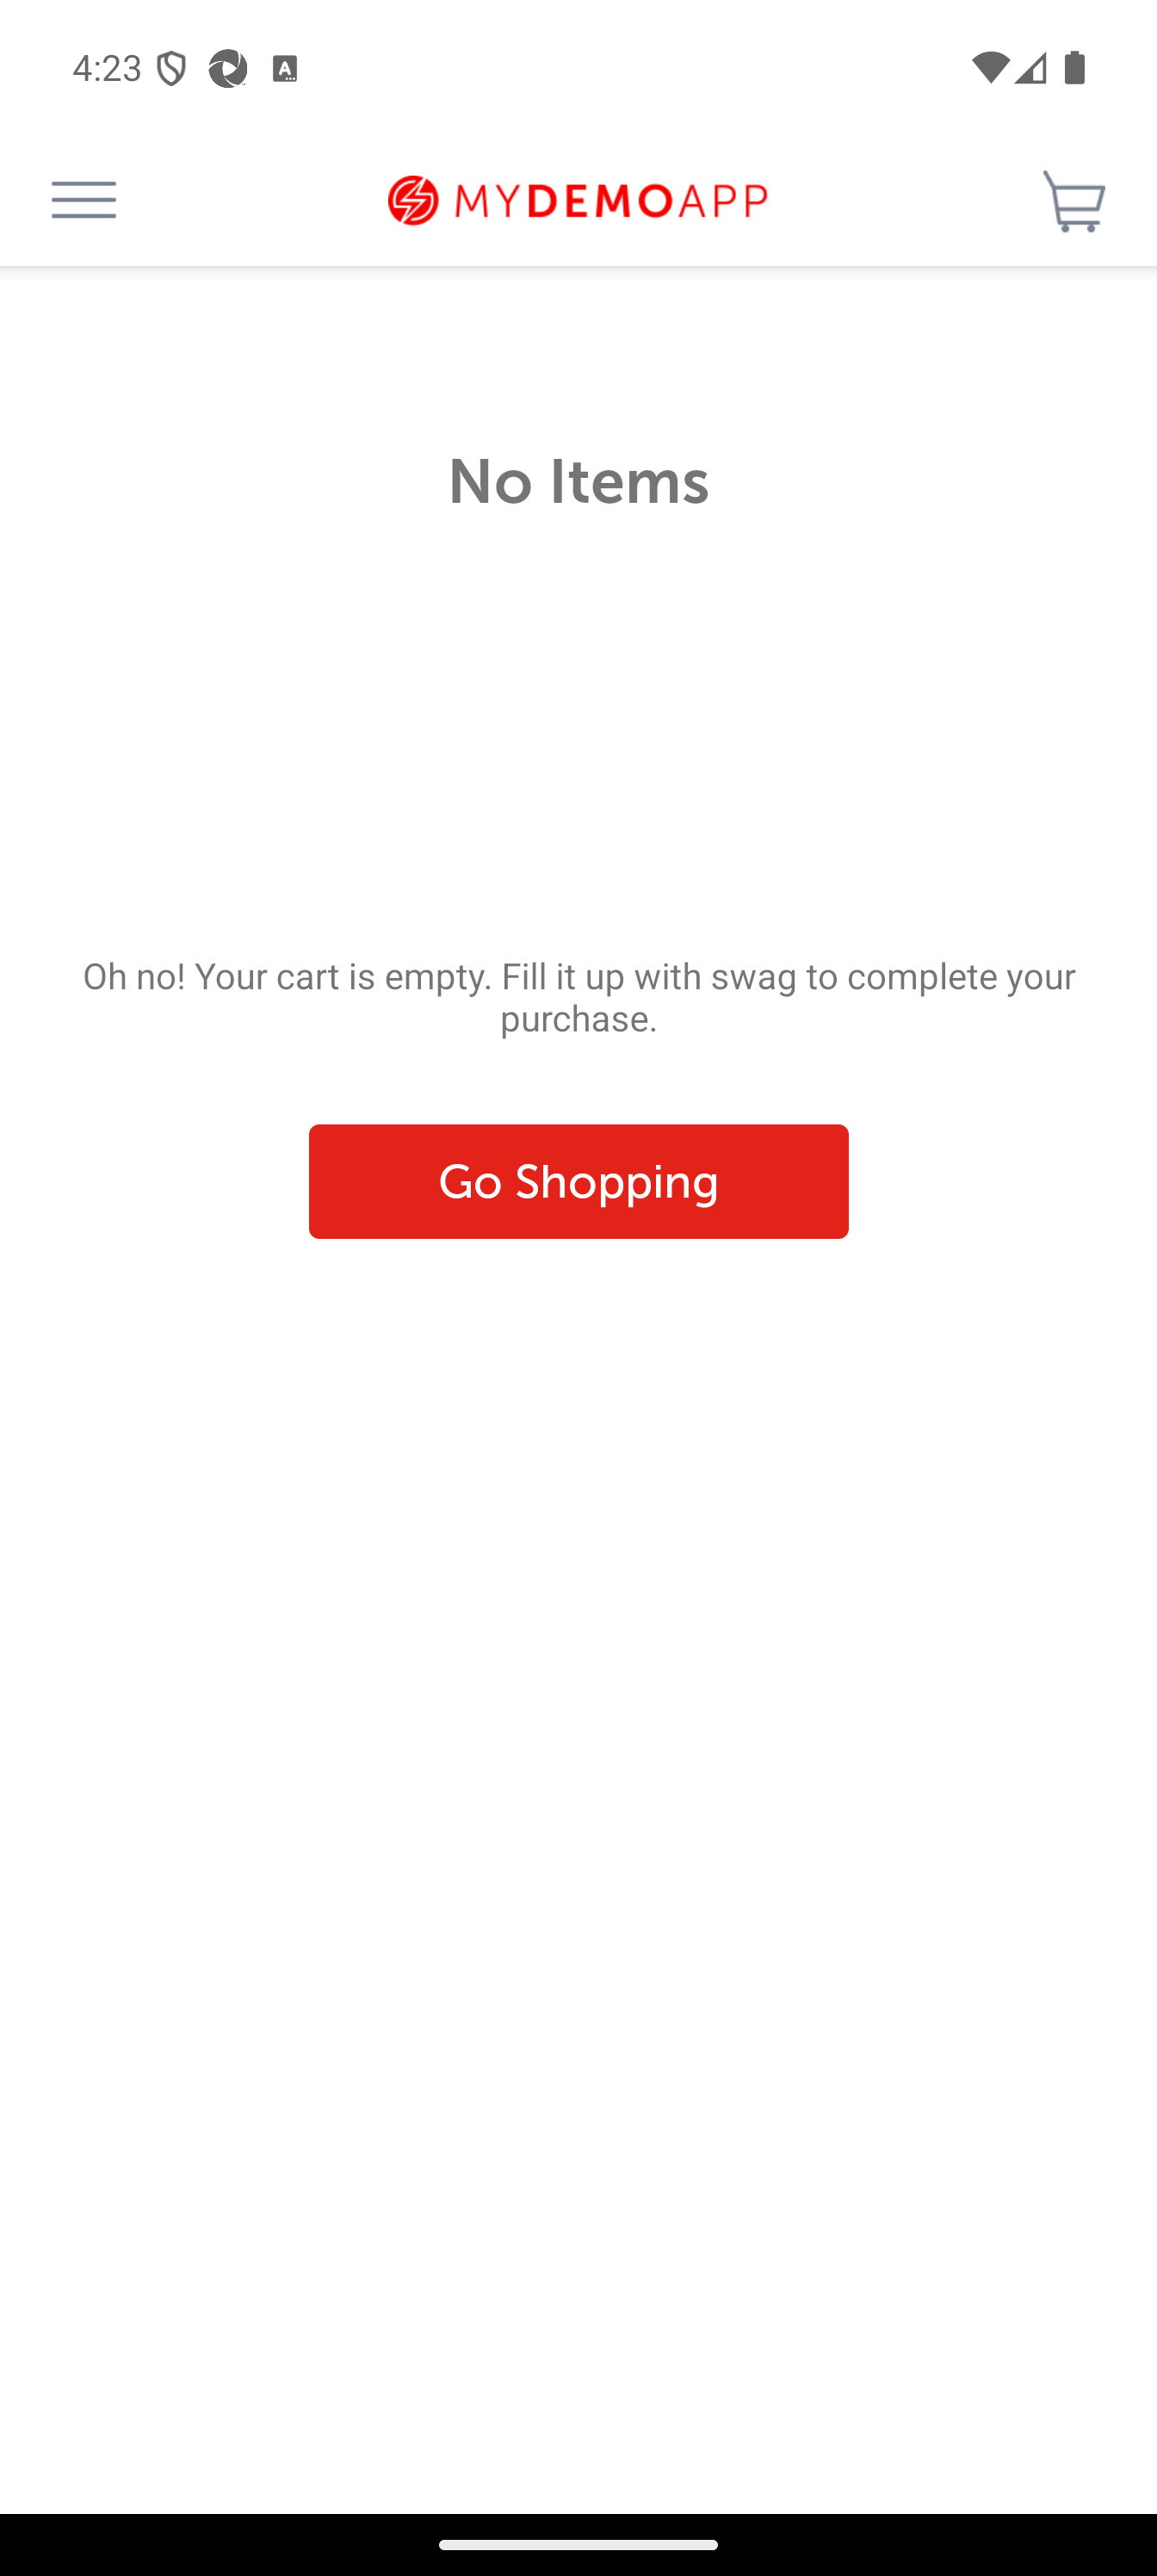 4:23
MYDEMOAPP
No Items
Oh no! Your cart is empty. Fill it up with swag to complete your
purchase.
Go Shopping